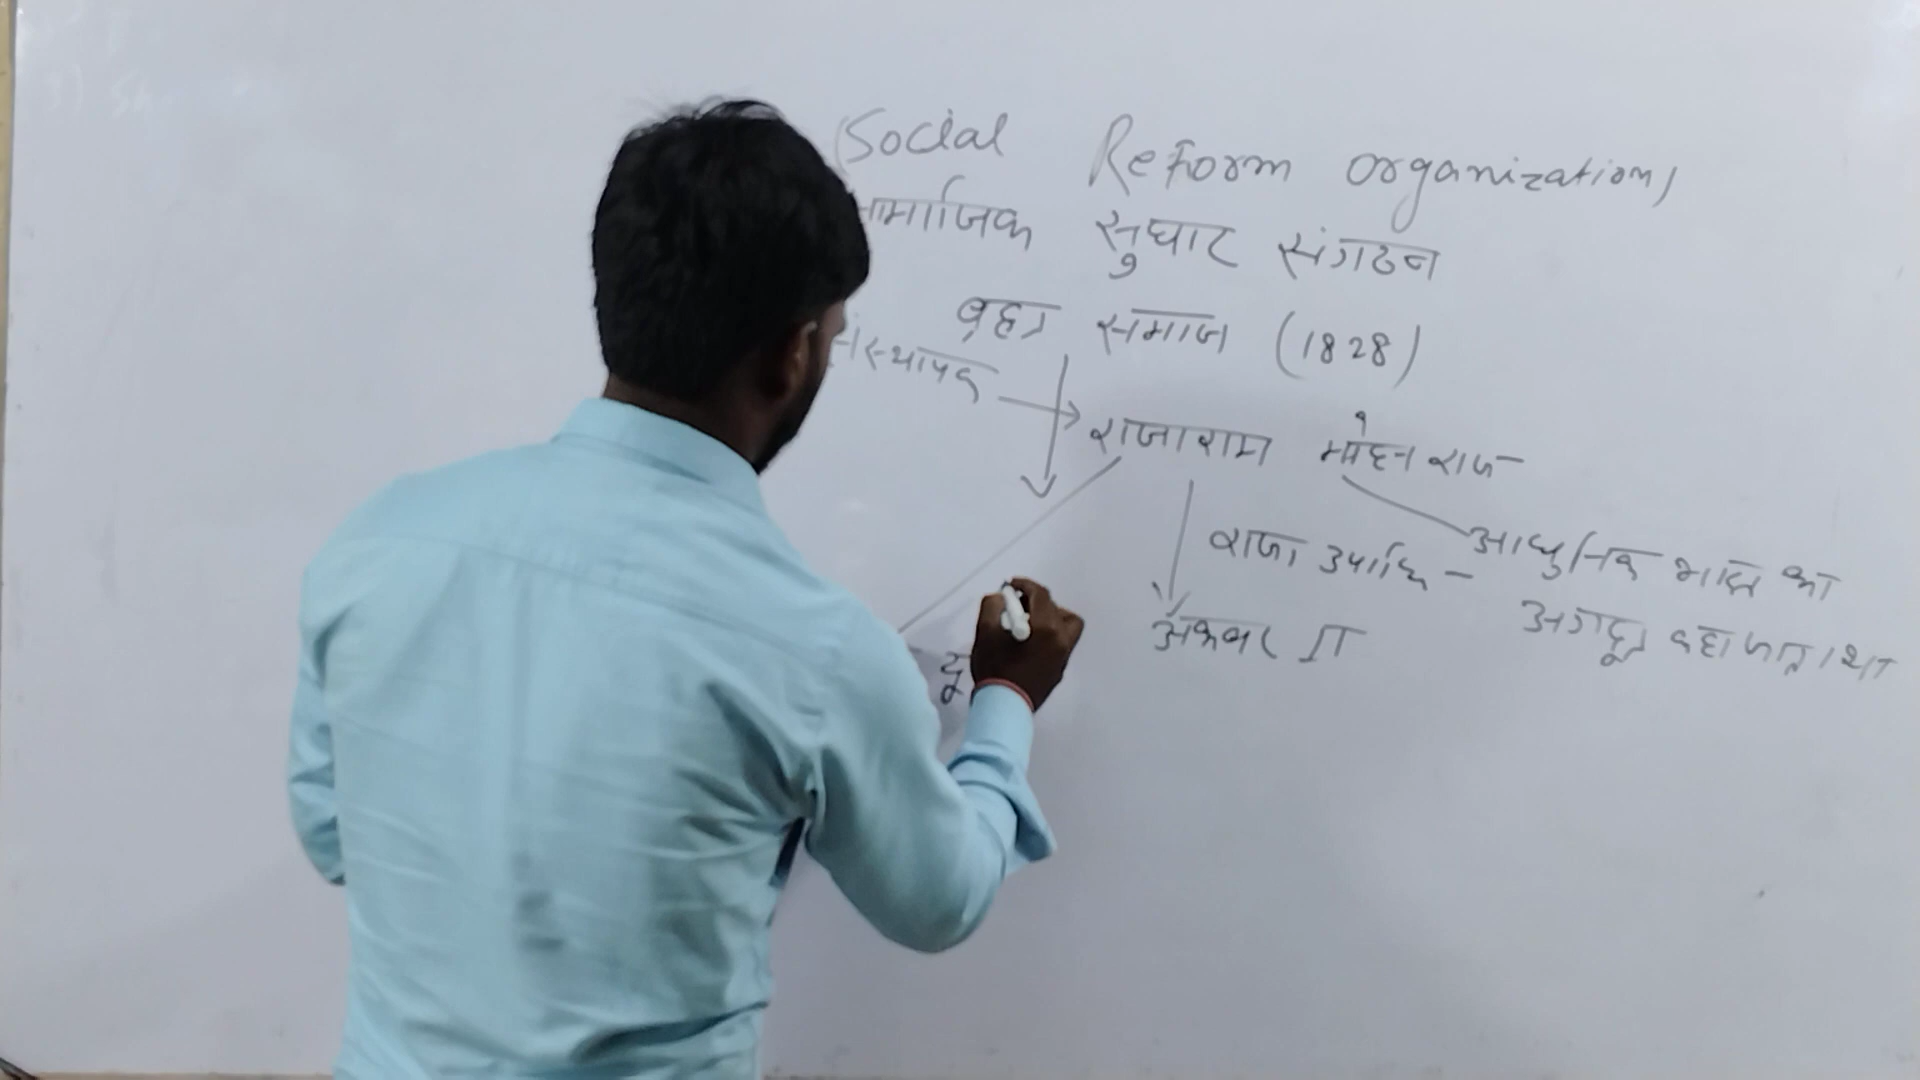 Social Reform organizations
सामाजिक सुधार संगठन
ब्रह्म समाज (1828)
संस्थापक → राजाराम मोहन राय
राजा उपाधि -
अकबर II
आधुनिक भारत का
अग्रदूत कहा जाता था